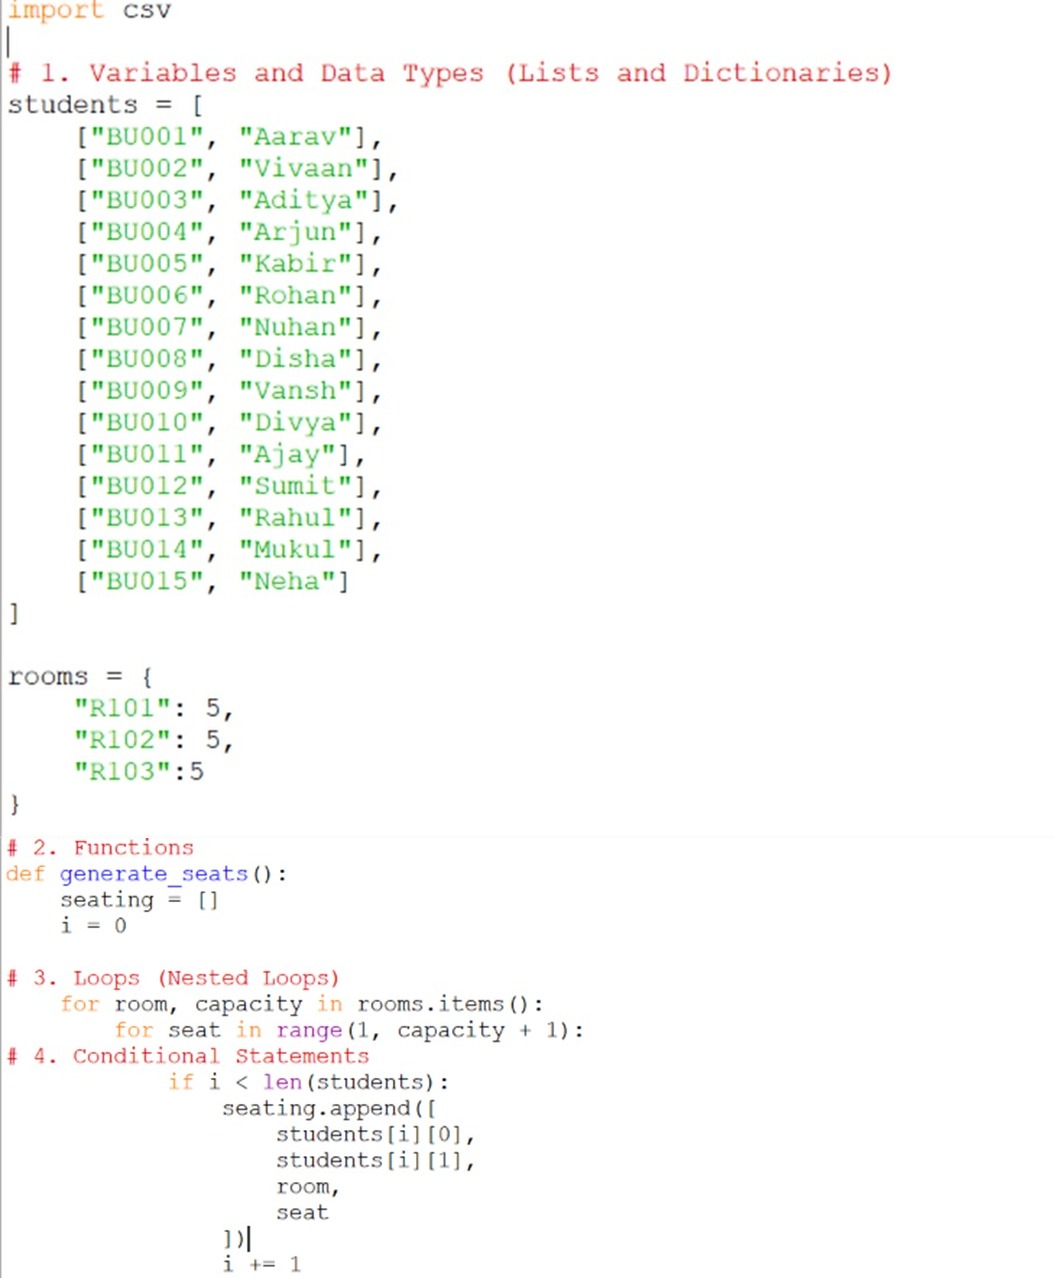 import csv
# 1. Variables and Data Types (Lists and Dictionaries)
students = [
    ["BU001", "Aarav"],
    ["BU002", "Vivaan"],
    ["BU003", "Aditya"],
    ["BU004", "Arjun"],
    ["BU005", "Kabir"],
    ["BU006", "Rohan"],
    ["BU007", "Nuhan"],
    ["BU008", "Disha"],
    ["BU009", "Vansh"],
    ["BU010", "Divya"],
    ["BU011", "Ajay"],
    ["BU012", "Sumit"],
    ["BU013", "Rahul"],
    ["BU014", "Mukul"],
    ["BU015", "Neha"]
]
rooms = {
    "R101": 5,
    "R102": 5,
    "R103":5
}
# 2. Functions
def generate_seats():
    seating = []
    i = 0
# 3. Loops (Nested Loops)
    for room, capacity in rooms.items():
        for seat in range(1, capacity + 1):
# 4. Conditional Statements
            if i < len(students):
                seating.append([
                    students[i][0],
                    students[i][1],
                    room,
                    seat
                ])
                i += 1